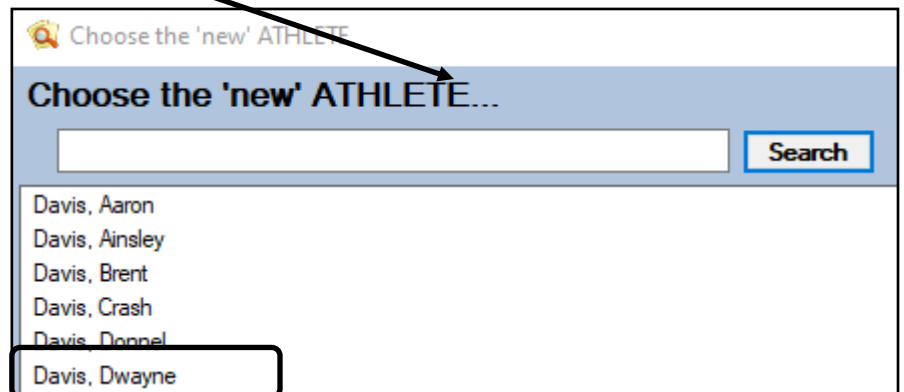 Choose the 'new' ATHLETE
Choose the 'new' ATHLETE...
Search
Davis, Aaron
Davis, Ainsley
Davis, Brent
Davis, Crash
Davis, Donnel
Davis, Dwayne